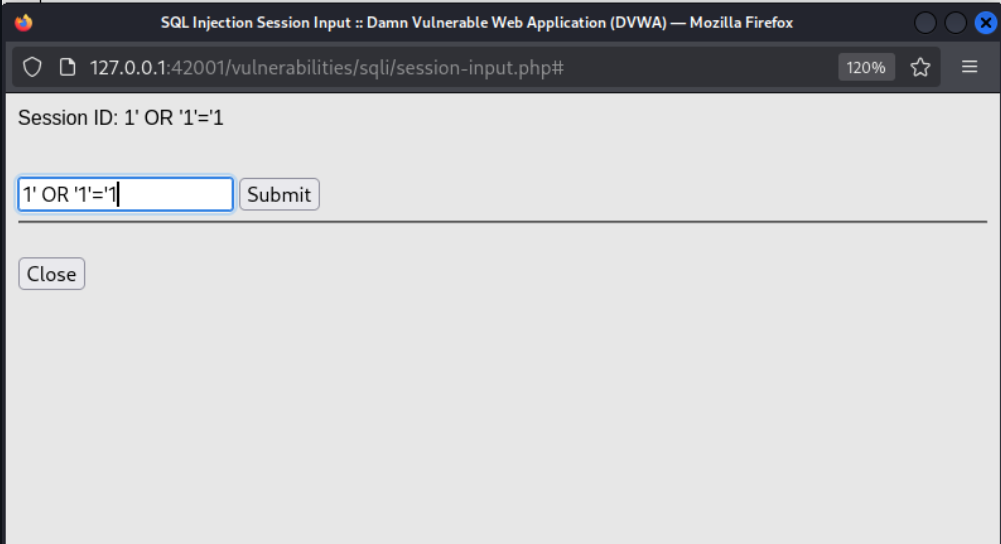 SQL Injection Session Input :: Damn Vulnerable Web Application (DVWA) — Mozilla Firefox
127.0.0.1:42001/vulnerabilities/sqli/session-input.php# 120%
Session ID: 1' OR '1'='1
1' OR '1'='1 Submit
Close